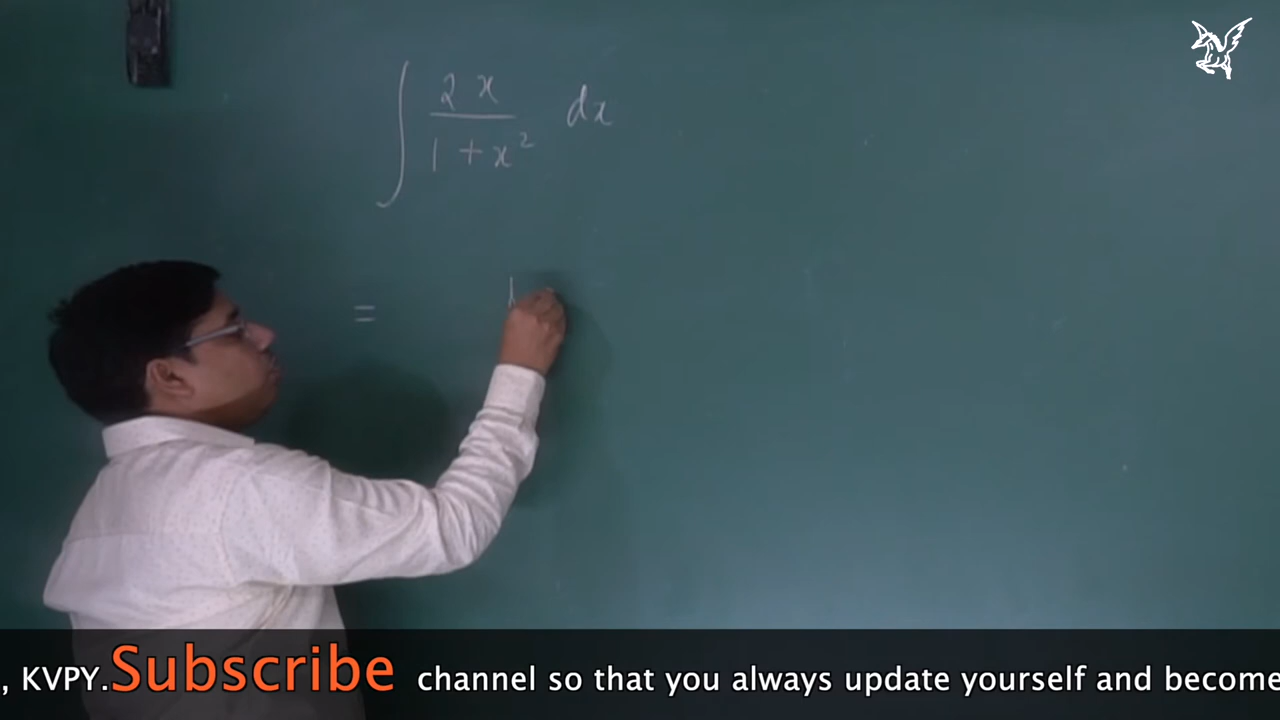 ∫ 2x / 1 + x² dx
=
, KVPY. Subscribe channel so that you always update yourself and become